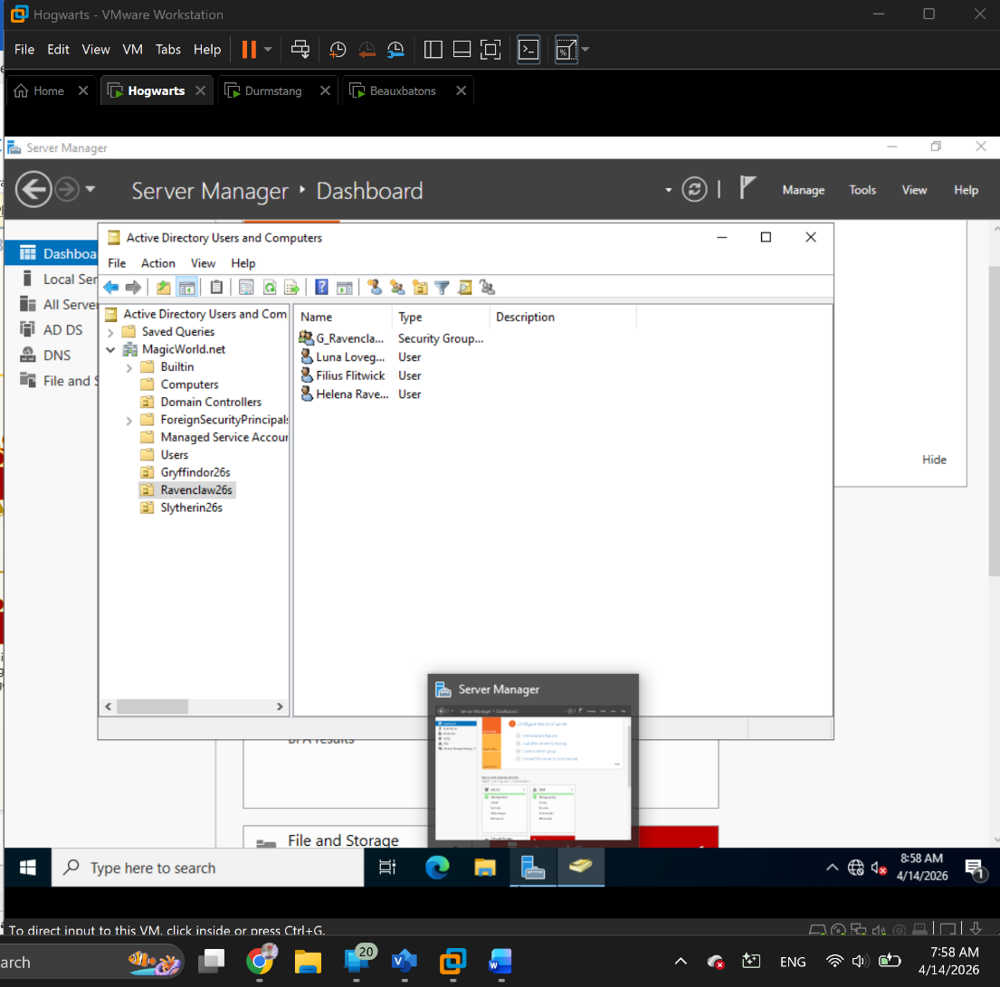 Hogwarts - VMware Workstation
File Edit View VM Tabs Help
Home Hogwarts Durmstang Beauxbatons
Server Manager
Server Manager Dashboard
Manage Tools View Help
Dashboa
Local Ser
All Server
AD DS
DNS
File and S
Active Directory Users and Computers
File Action View Help
Active Directory Users and Com
Saved Queries
MagicWorld.net
Builtin
Computers
Domain Controllers
ForeignSecurityPrincipals
Managed Service Accour
Users
Gryffindor26s
Ravenclaw26s
Slytherin26s
Name Type Description
G_Ravencla... Security Group...
Luna Loveg... User
Filius Flitwick User
Helena Rave... User
Hide
BPA results
File and Storage
Server Manager
Type here to search
8:58 AM
4/14/2026
1
To direct input to this VM, click inside or press Ctrl+G.
arch
20
ENG
7:58 AM
4/14/2026